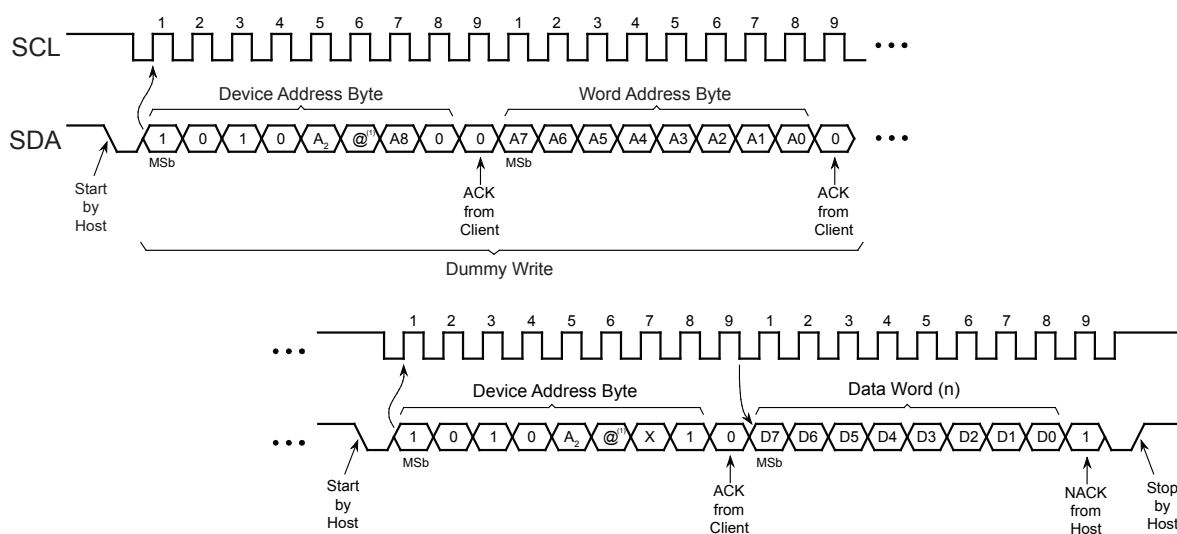 1 2 3 4 5 6 7 8 9 1 2 3 4 5 6 7 8 9
SCL
Device Address Byte Word Address Byte
SDA 1 0 1 0 A2 @(1) A8 0 0 A7 A6 A5 A4 A3 A2 A1 A0 0
MSb MSb
Start by Host
ACK from Client
ACK from Client
Dummy Write
1 2 3 4 5 6 7 8 9 1 2 3 4 5 6 7 8 9
Device Address Byte Data Word (n)
1 0 1 0 A2 @(1) X 1 0 D7 D6 D5 D4 D3 D2 D1 D0 1
MSb MSb
Start by Host
ACK from Client
NACK from Host
Stop by Host